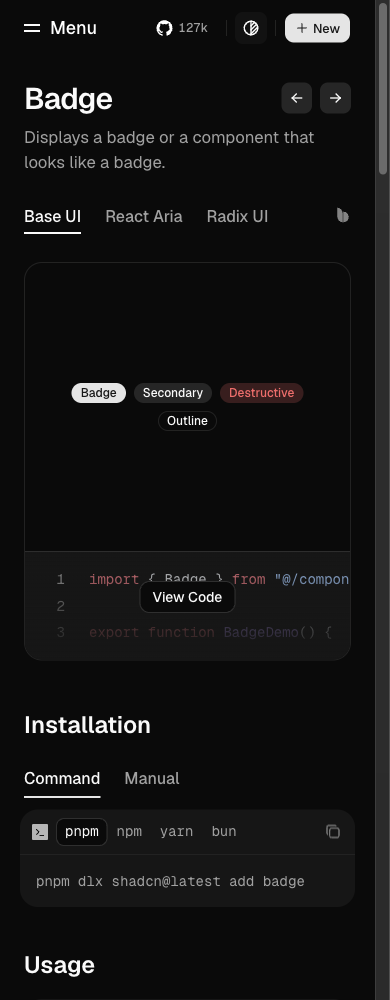 Menu 127k + New
Badge
Displays a badge or a component that
looks like a badge.
Base UI React Aria Radix UI
Badge Secondary Destructive
Outline
1 import { Badge } from "@/compon
View Code
2
3 export function BadgeDemo() {
Installation
Command Manual
pnpm npm yarn bun
pnpm dlx shadcn@latest add badge
Usage